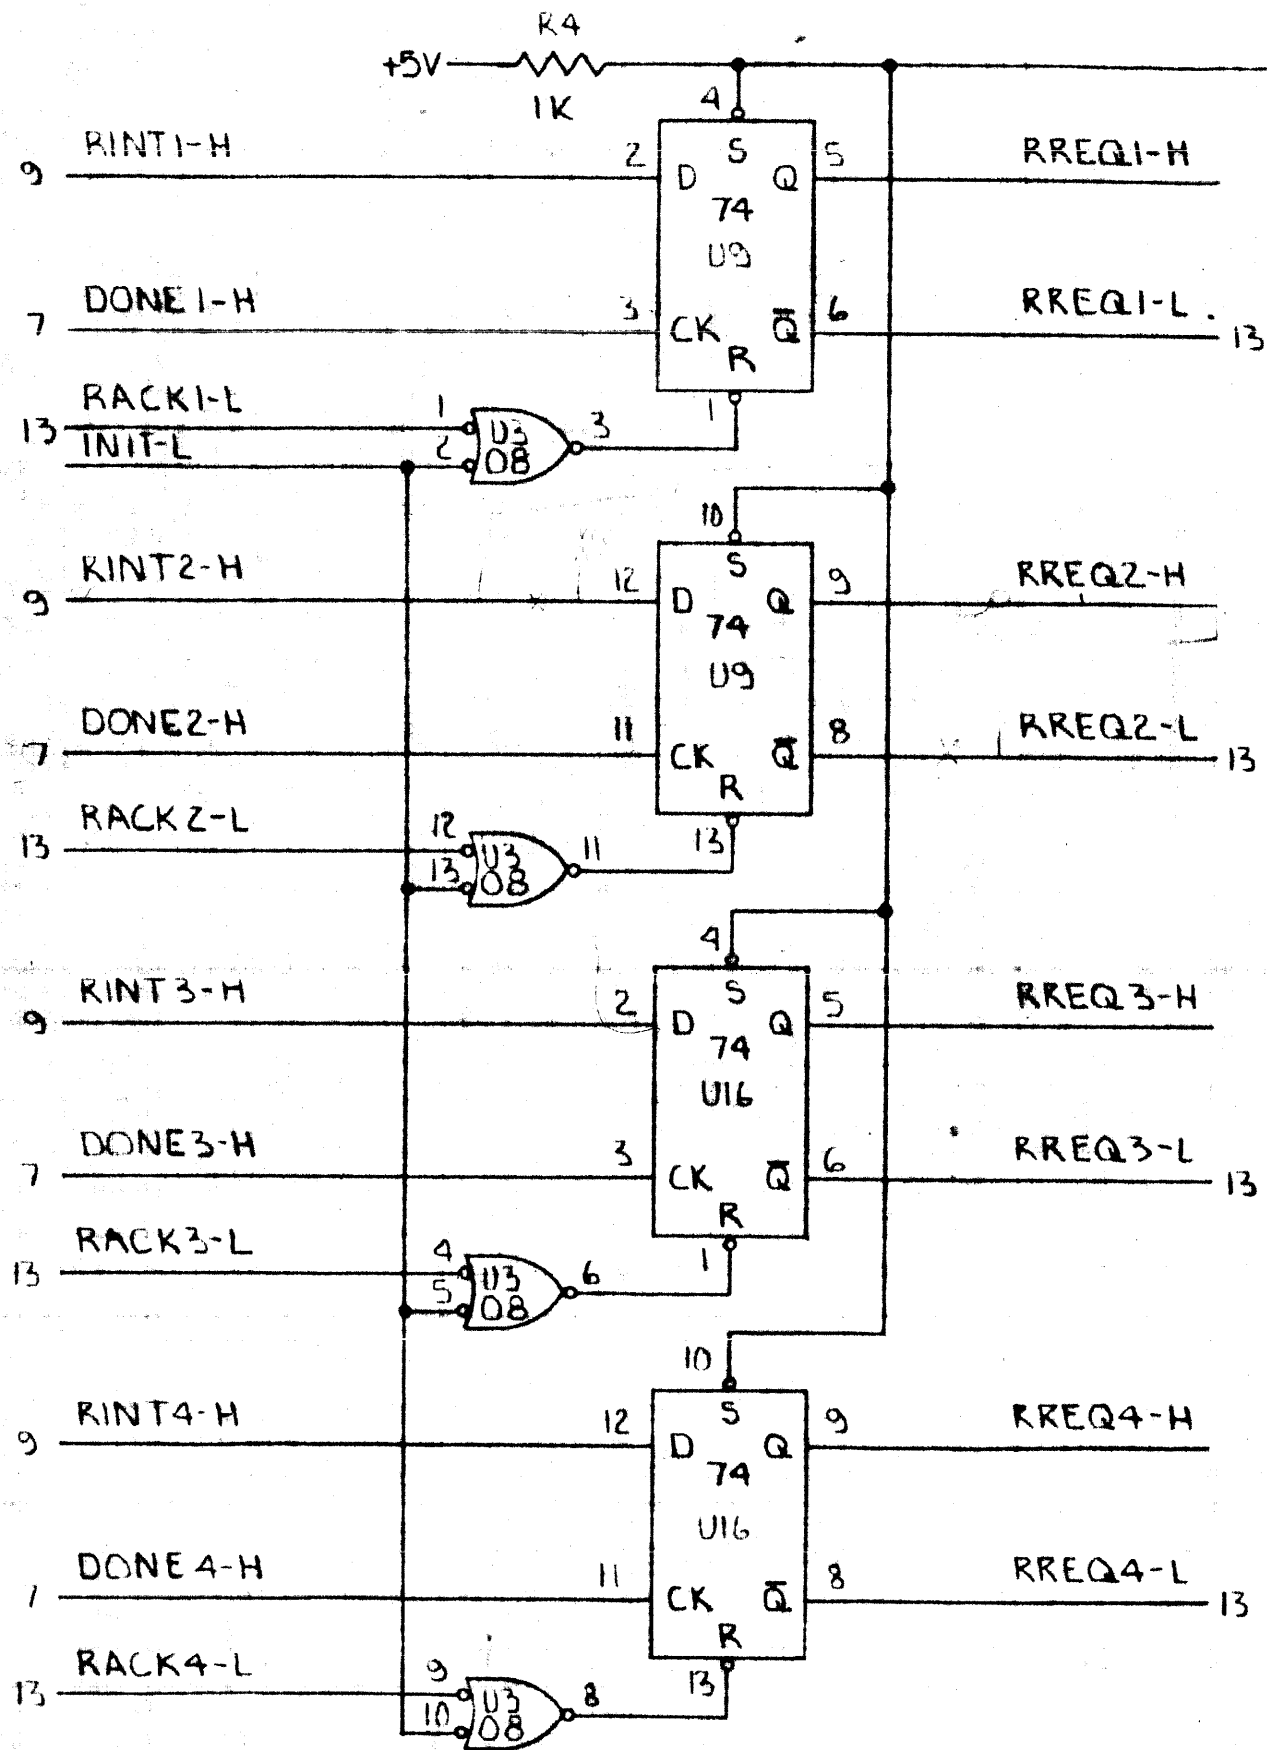 R4
+5V
1K
4
RINT1-H
9
2
D
S
Q
5
RREQ1-H
74
U9
DONE1-H
7
3
CK
Q̅
6
RREQ1-L
13
R
RACK1-L
13
1
U3
3
1
INIT-L
2
08
10
RINT2-H
9
12
D
S
Q
9
RREQ2-H
74
U9
DONE2-H
7
11
CK
Q̅
8
RREQ2-L
13
R
RACK2-L
13
12
U3
11
13
13
08
4
RINT3-H
9
2
D
S
Q
5
RREQ3-H
74
U16
DONE3-H
7
3
CK
Q̅
6
RREQ3-L
13
R
RACK3-L
13
4
U3
6
1
5
08
10
RINT4-H
9
12
D
S
Q
9
RREQ4-H
74
U16
DONE4-H
7
11
CK
Q̅
8
RREQ4-L
13
R
RACK4-L
13
9
U3
8
13
10
08